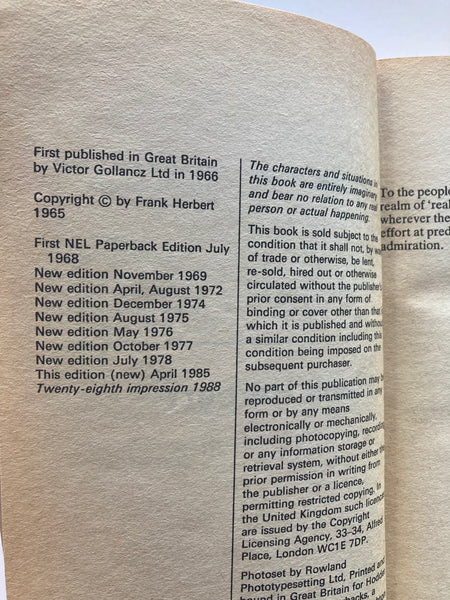 First published in Great Britain
by Victor Gollancz Ltd in 1966
Copyright © by Frank Herbert
1965
First NEL Paperback Edition July
1968
New edition November 1969
New edition April, August 1972
New edition December 1974
New edition August 1975
New edition May 1976
New edition October 1977
New edition July 1978
This edition (new) April 1985
Twenty-eighth impression 1988
The characters and situations in
this book are entirely imaginary
and bear no relation to any real
person or actual happening.
This book is sold subject to the
condition that it shall not, by way
of trade or otherwise, be lent,
re-sold, hired out or otherwise
circulated without the publisher's
prior consent in any form of
binding or cover other than that in
which it is published and without
a similar condition including this
condition being imposed on the
subsequent purchaser.
No part of this publication may be
reproduced or transmitted in any
form or by any means
electronically or mechanically,
including photocopying, recording
or any information storage or
retrieval system, without either the
prior permission in writing from
the publisher or a licence,
permitting restricted copying. In
the United Kingdom such licences
are issued by the Copyright
Licensing Agency, 33–34, Alfred
Place, London WC1E 7DP.
Photoset by Rowland
Phototypesetting Ltd, Printed and
bound in Great Britain for Hodder
a
To the people
realm of 'real
wherever the
effort at pred
admiration.